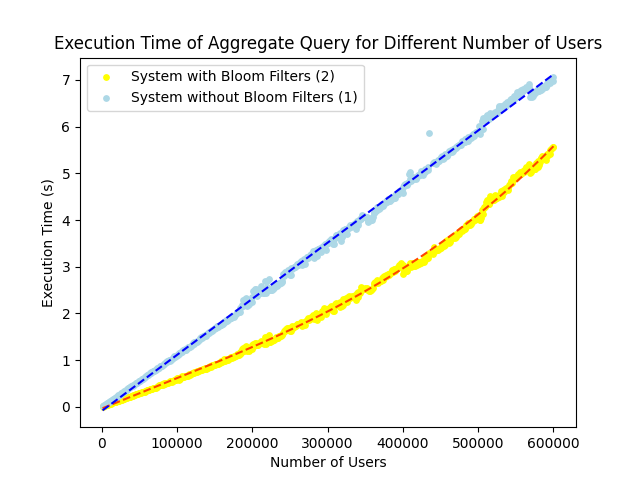 Execution Time of Aggregate Query for Different Number of Users
System with Bloom Filters (2)
System without Bloom Filters (1)
7
6
5
4
3
2
1
0
Execution Time (s)
0 100000 200000 300000 400000 500000 600000
Number of Users